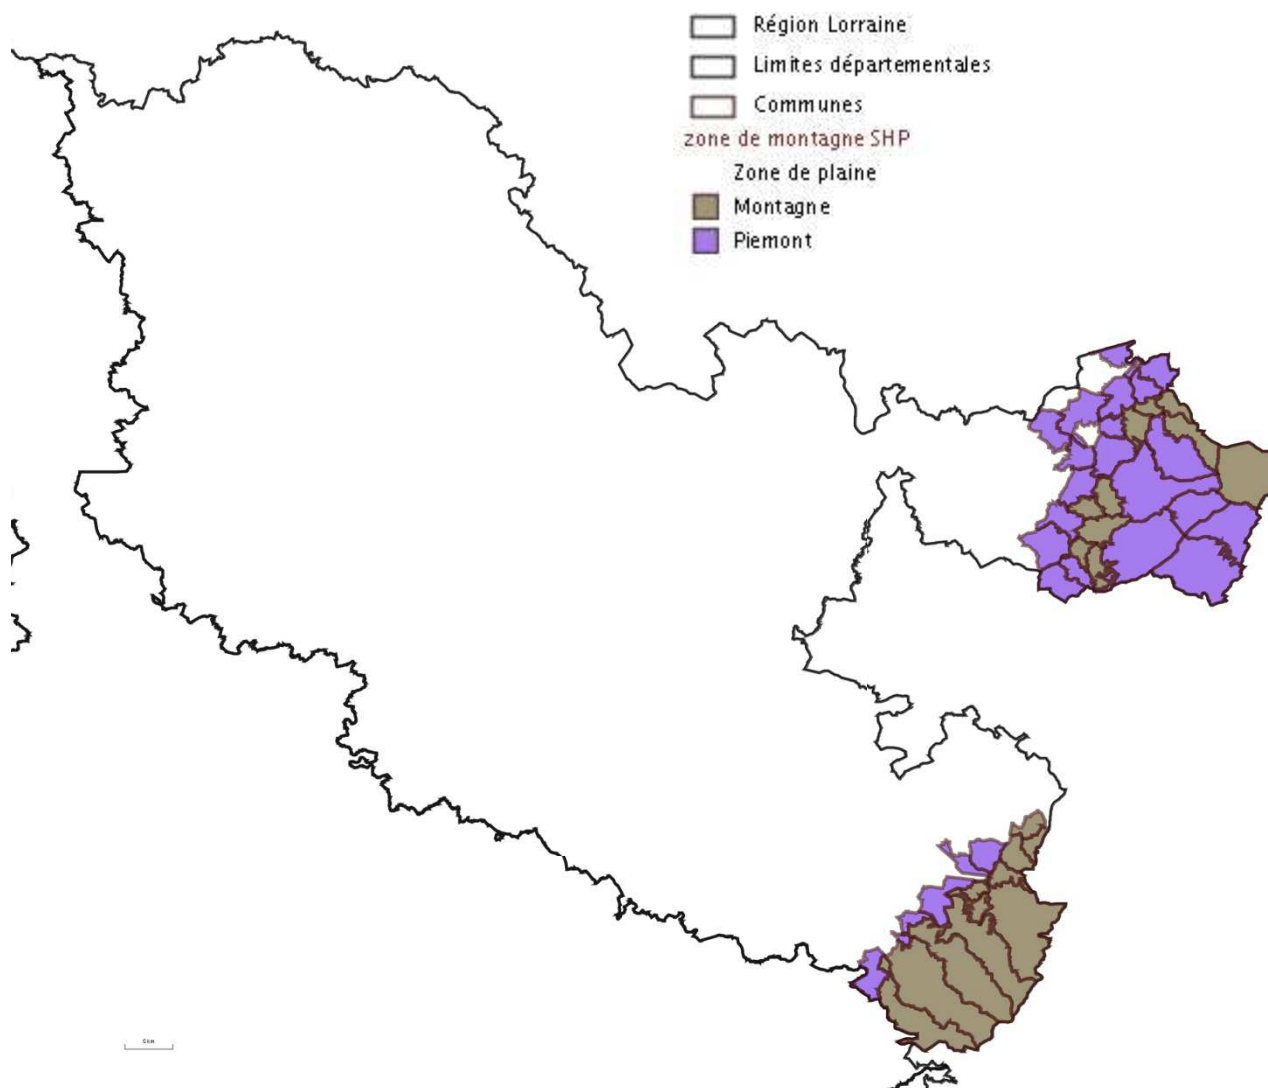 Région Lorraine
Limites départementales
Communes
zone de montagne SHP
Zone de plaine
Montagne
Piemont